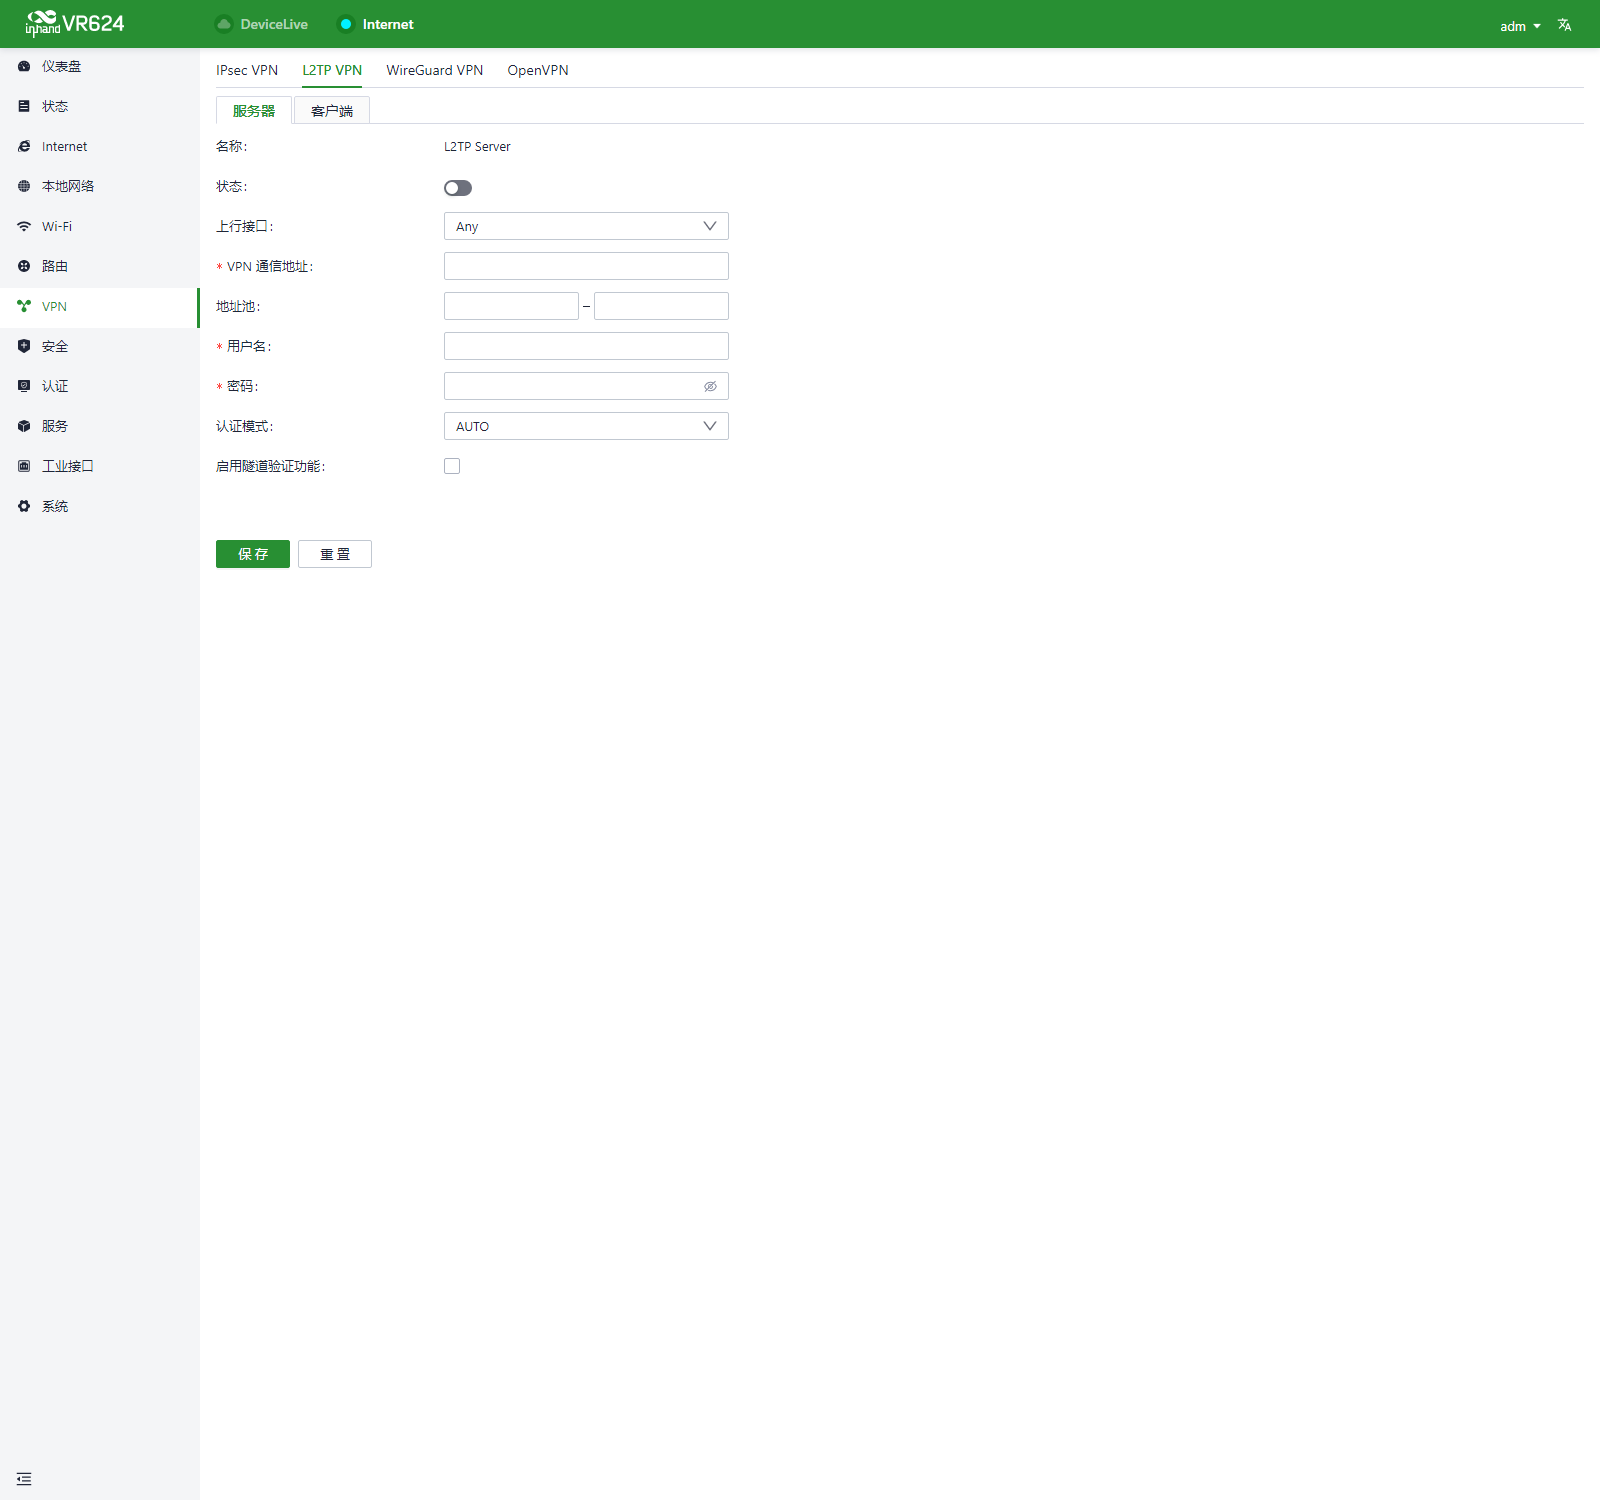 inhand VR624
DeviceLive
Internet
adm
仪表盘
状态
Internet
本地网络
Wi-Fi
路由
VPN
安全
认证
服务
工业接口
系统
IPsec VPN
L2TP VPN
WireGuard VPN
OpenVPN
服务器
客户端
名称:
L2TP Server
状态:
上行接口:
Any
* VPN 通信地址:
地址池:
–
* 用户名:
* 密码:
认证模式:
AUTO
启用隧道验证功能:
保存
重置